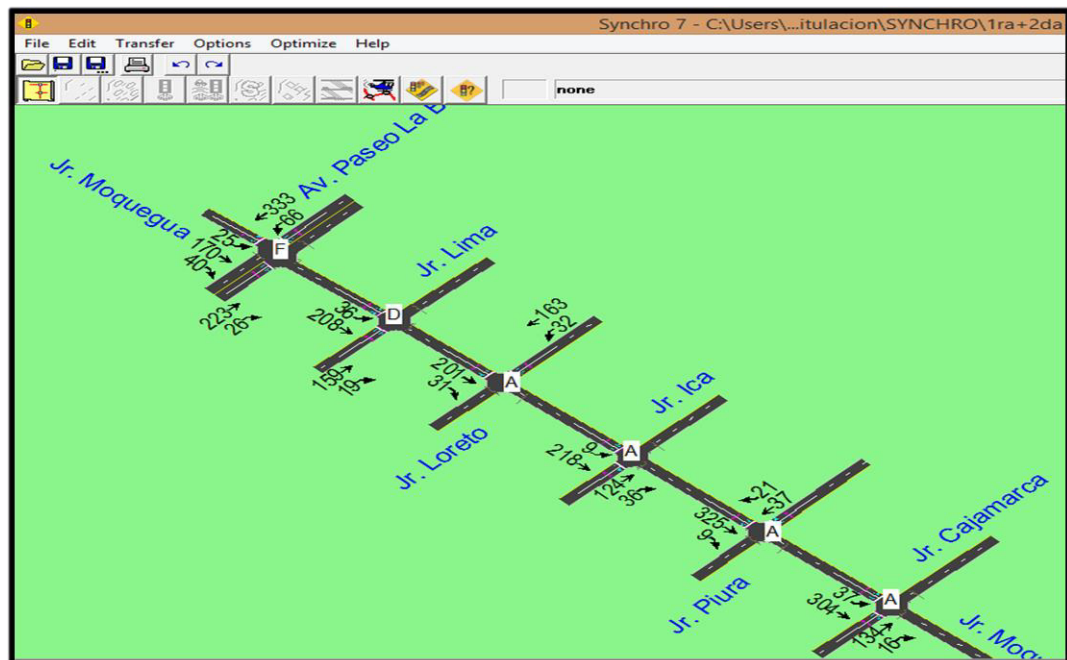 Synchro 7 - C:\Users\...itulacion\SYNCHRO\1ra+2da
File Edit Transfer Options Optimize Help
none
Jr. Moquegua
Av. Paseo La B
333
66
F
25
170
40
223
26
Jr. Lima
D
36
208
159
19
163
32
A
201
31
Jr. Loreto
Jr. Ica
A
9
218
124
36
21
37
A
325
9
Jr. Piura
Jr. Cajamarca
A
37
304
134
16
Jr. Moq